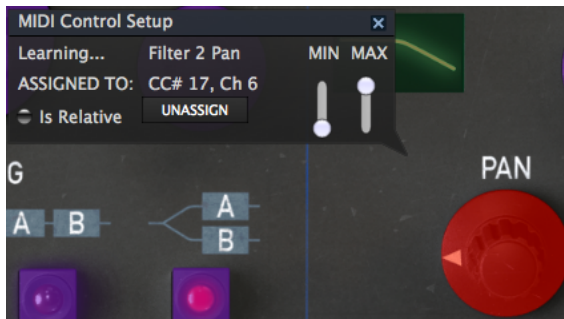 MIDI Control Setup
Learning... Filter 2 Pan MIN MAX
ASSIGNED TO: CC# 17, Ch 6
Is Relative UNASSIGN
G PAN
A B A
B